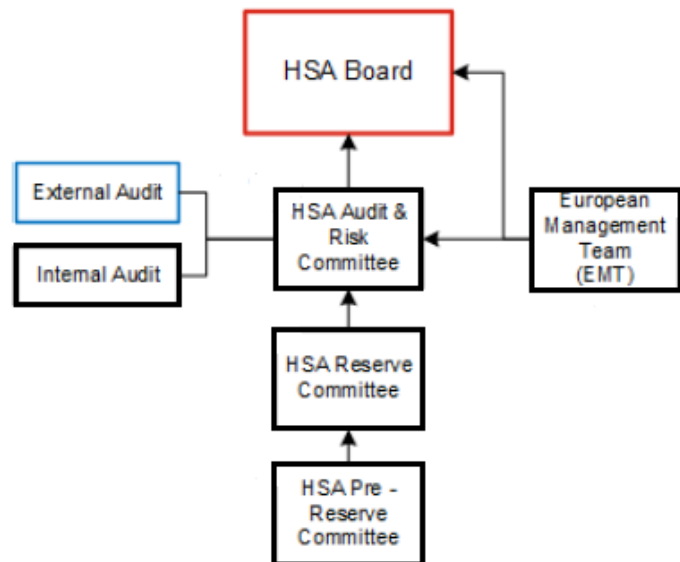 HSA Board
External Audit
Internal Audit
HSA Audit &
Risk
Committee
European
Management
Team
(EMT)
HSA Reserve
Committee
HSA Pre -
Reserve
Committee